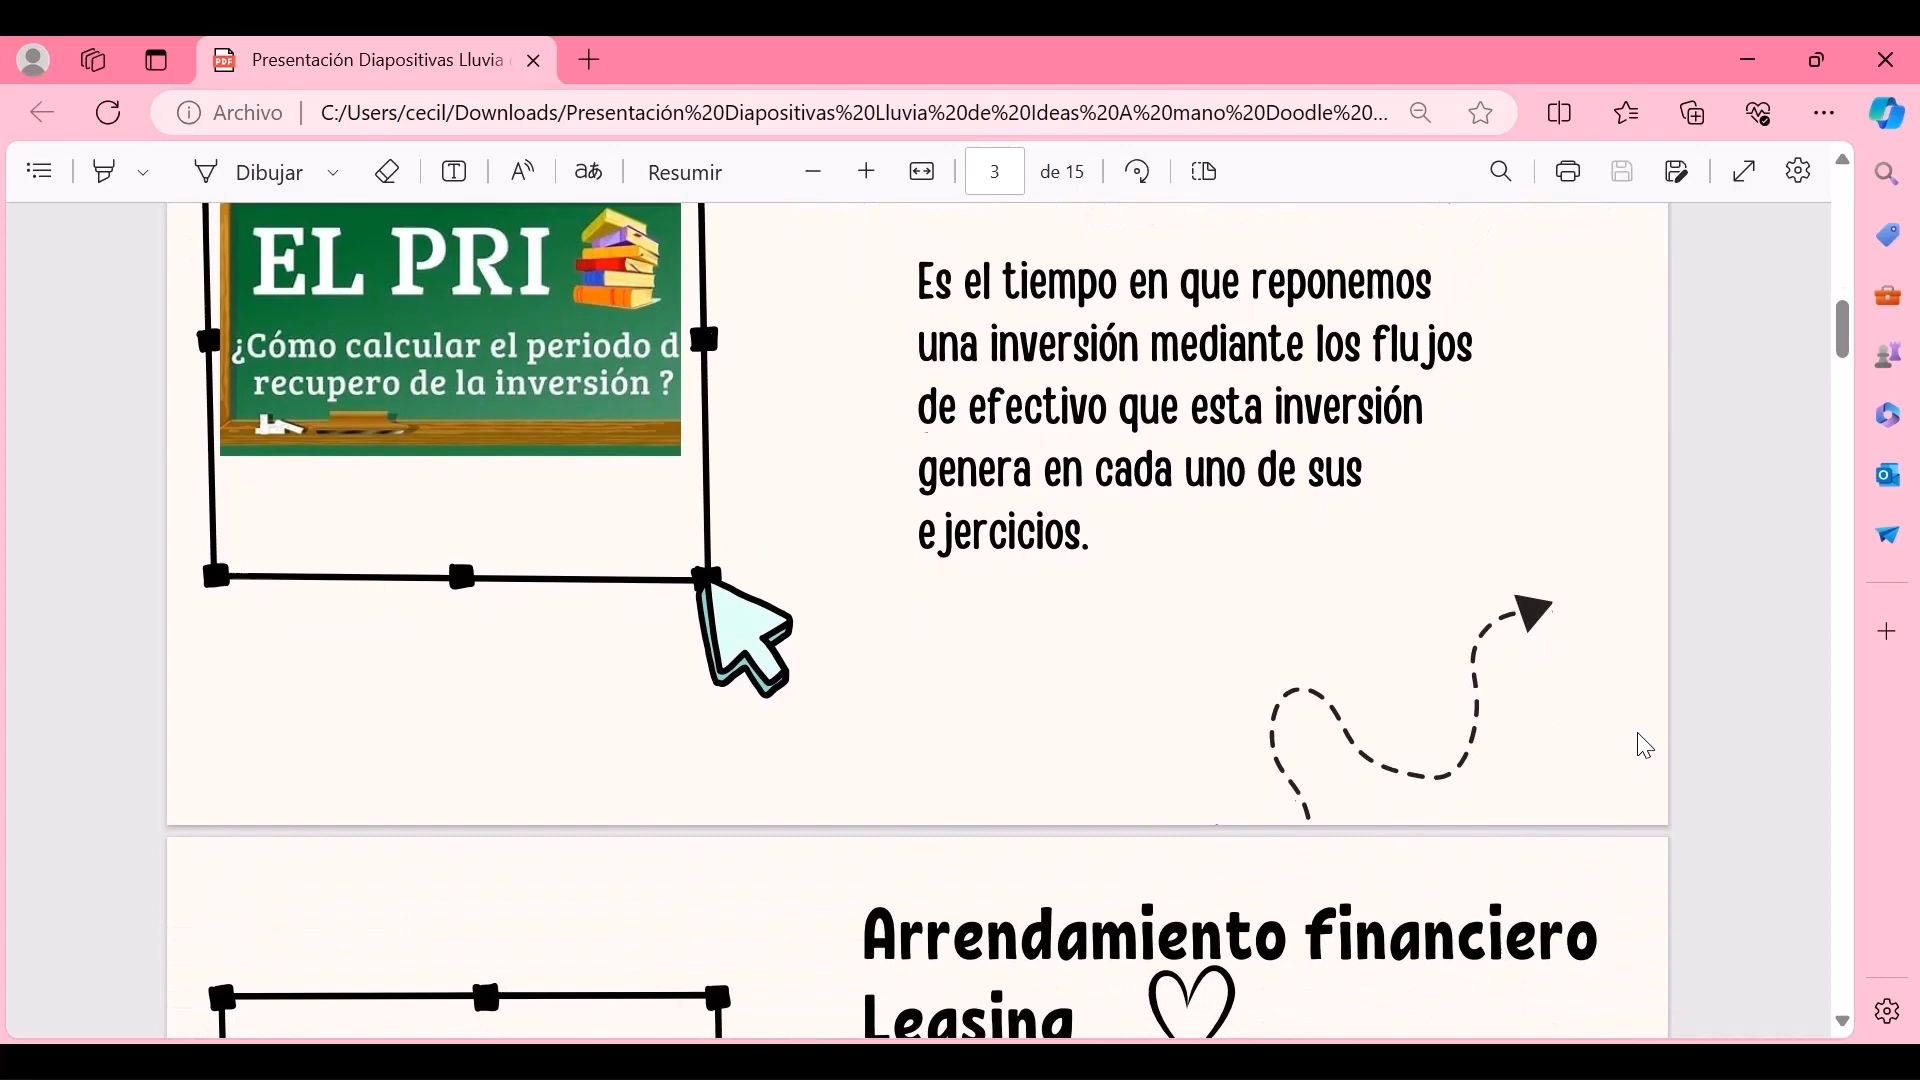 Presentación Diapositivas Lluvia
Archivo
C:/Users/cecil/Downloads/Presentación%20Diapositivas%20Lluvia%20de%20Ideas%20A%20mano%20Doodle%20...
Dibujar
aあ
Resumir
3
de 15
EL PRI
¿Cómo calcular el periodo d
recupero de la inversión ?
Es el tiempo en que reponemos
una inversión mediante los flujos
de efectivo que esta inversión
genera en cada uno de sus
ejercicios.
Arrendamiento financiero
Leasing